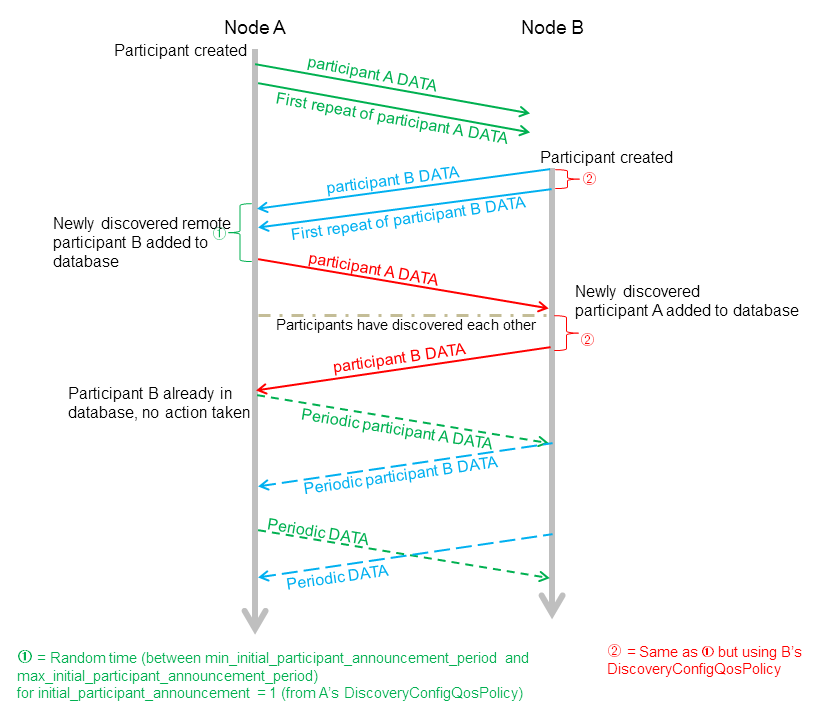 Node A
Node B
Participant created
participant A DATA
First repeat of participant A DATA
Participant created
participant B DATA
②
First repeat of participant B DATA
Newly discovered remote
participant B added to
database
①
participant A DATA
Newly discovered
participant A added to database
Participants have discovered each other
②
participant B DATA
Participant B already in
database, no action taken
Periodic participant A DATA
Periodic participant B DATA
Periodic DATA
Periodic DATA
① = Random time (between min_initial_participant_announcement_period and
max_initial_participant_announcement_period)
for initial_participant_announcement = 1 (from A's DiscoveryConfigQosPolicy)
② = Same as ① but using B's
DiscoveryConfigQosPolicy